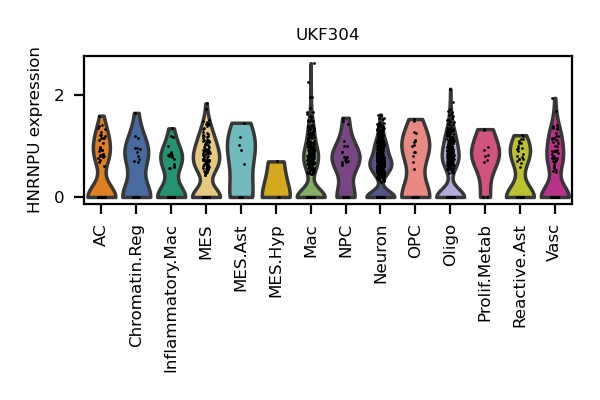 UKF304
HNRNPU expression
2
0
AC
Chromatin.Reg
Inflammatory.Mac
MES
MES.Ast
MES.Hyp
Mac
NPC
Neuron
OPC
Oligo
Prolif.Metab
Reactive.Ast
Vasc